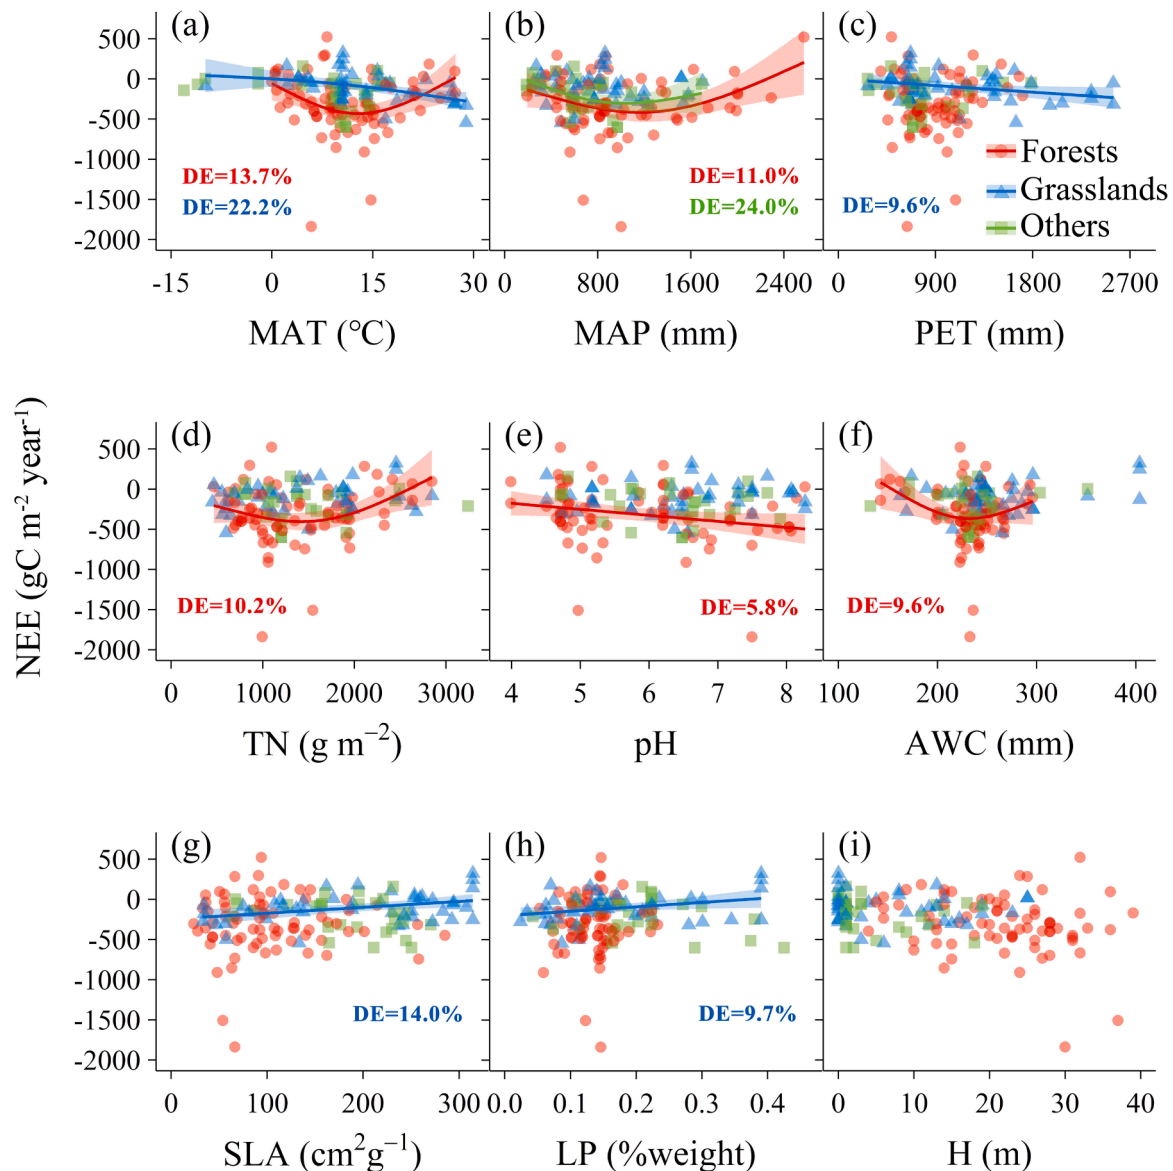 (a) (b) (c)
500
0
-500
-1000
-1500
-2000
DE=13.7%
DE=22.2%
DE=11.0%
DE=24.0%
DE=9.6%
Forests
Grasslands
Others
-15 0 15 30
0 800 1600 2400
0 900 1800 2700
MAT (°C) MAP (mm) PET (mm)
NEE (gC m⁻² year⁻¹)
(d) (e) (f)
500
0
-500
-1000
-1500
-2000
DE=10.2%
DE=5.8%
DE=9.6%
0 1000 2000 3000
4 5 6 7 8
100 200 300 400
TN (g m⁻²) pH AWC (mm)
(g) (h) (i)
500
0
-500
-1000
-1500
-2000
DE=14.0%
DE=9.7%
0 100 200 300
0.0 0.1 0.2 0.3 0.4
0 10 20 30 40
SLA (cm²g⁻¹) LP (%weight) H (m)